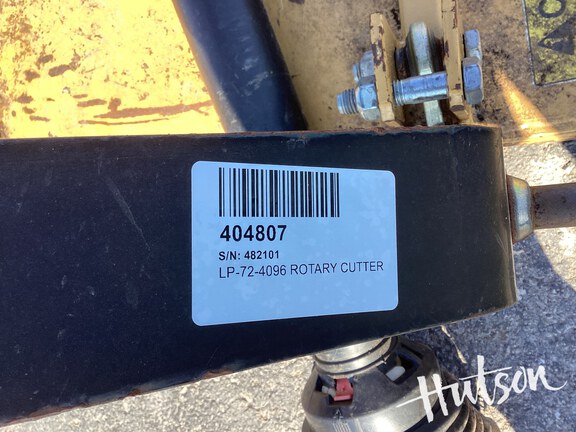 404807
S/N: 482101
LP-72-4096 ROTARY CUTTER
Hutson